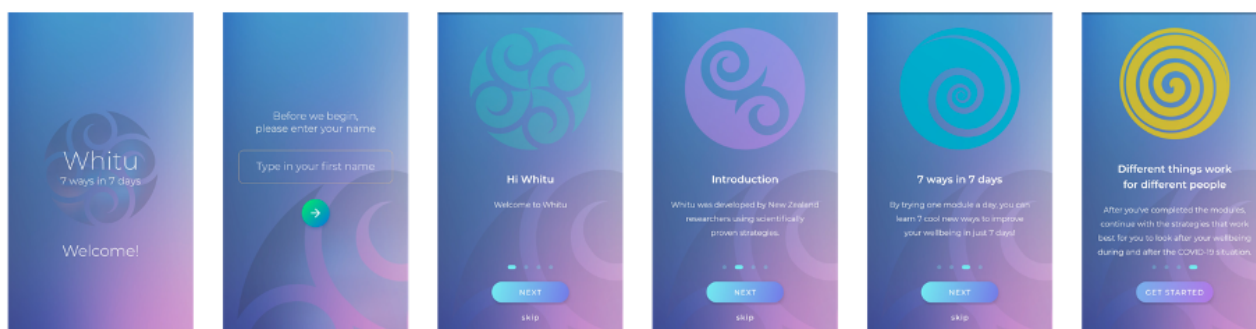 Whitu
7 ways in 7 days
Welcome!
Before we begin,
please enter your name
Type in your first name
Hi Whitu
Welcome to Whitu
NEXT
skip
Introduction
Whitu was developed by New Zealand
researchers using scientifically
proven strategies.
NEXT
skip
7 ways in 7 days
By trying one module a day, you can
learn 7 cool new ways to improve
your wellbeing in just 7 days!
NEXT
skip
Different things work
for different people
After you've completed the modules,
continue with the strategies that work
best for you to look after your wellbeing
during and after the COVID-19 situation.
GET STARTED